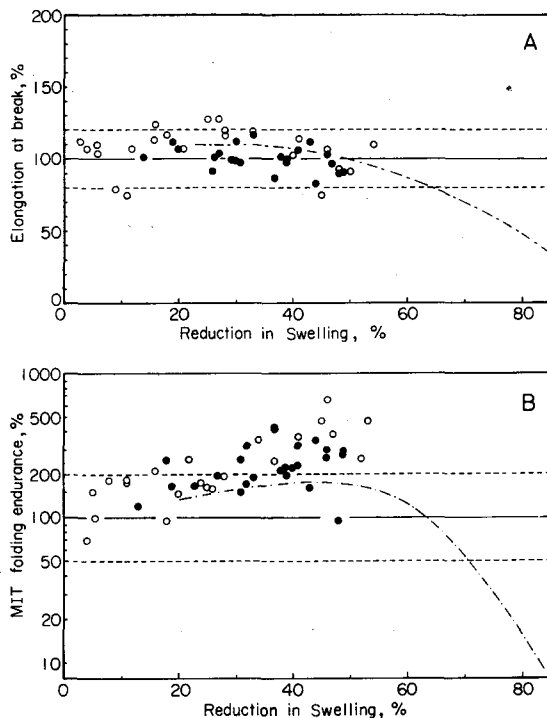 200
A
150
100
50
0
Elongation at break, %
0 20 40 60 80
Reduction in Swelling, %
1000
B
500
200
100
50
20
10
MIT folding endurance, %
0 20 40 60 80
Reduction in Swelling, %